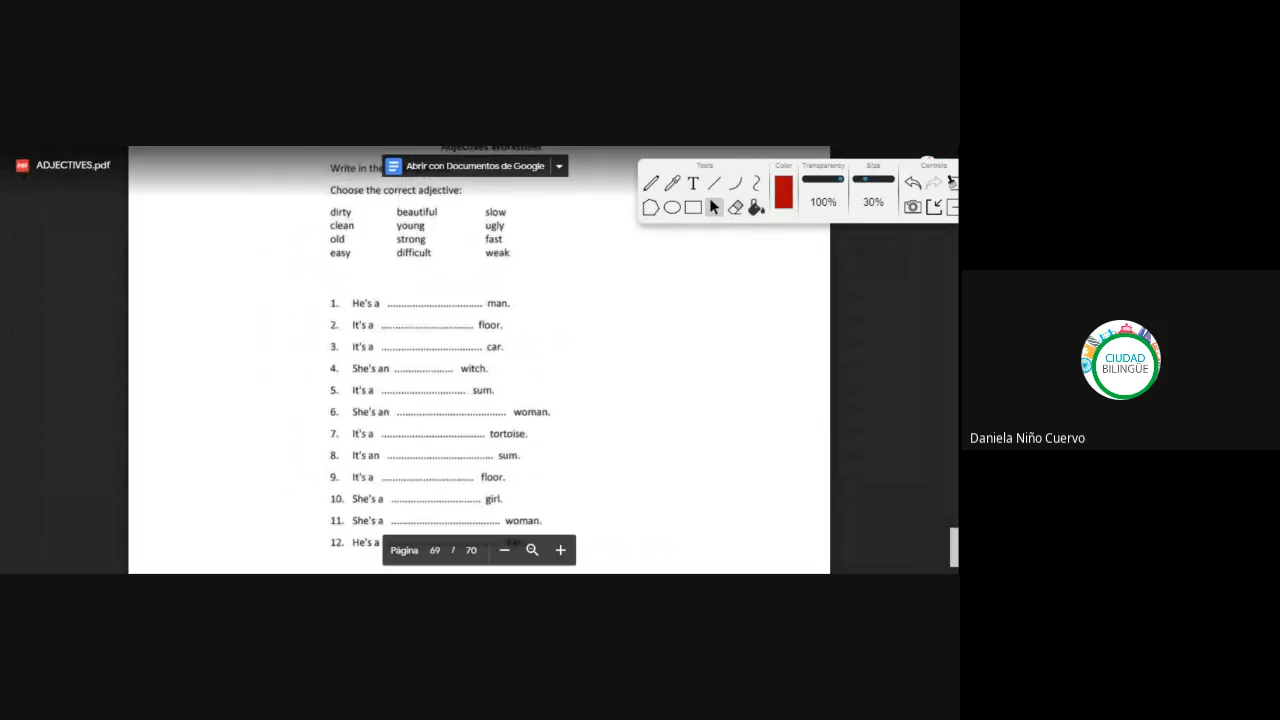 ADJECTIVES.pdf
Adjectives Worksheet
Write in the
Abrir con Documentos de Google
Choose the correct adjective:
dirty beautiful slow
clean young ugly
old strong fast
easy difficult weak
1. He's a ................................ man.
2. It's a ............................... floor.
3. It's a .................................. car.
4. She's an .................... witch.
5. It's a ............................ sum.
6. She's an ..................................... woman.
7. It's a ................................... tortoise.
8. It's an .................................... sum.
9. It's a ............................... floor.
10. She's a .............................. girl.
11. She's a ..................................... woman.
12. He's a
Página 69 / 70
Tools Color Transparency Size Controls
T
100% 30%
CIUDAD
BILINGÜE
Daniela Niño Cuervo